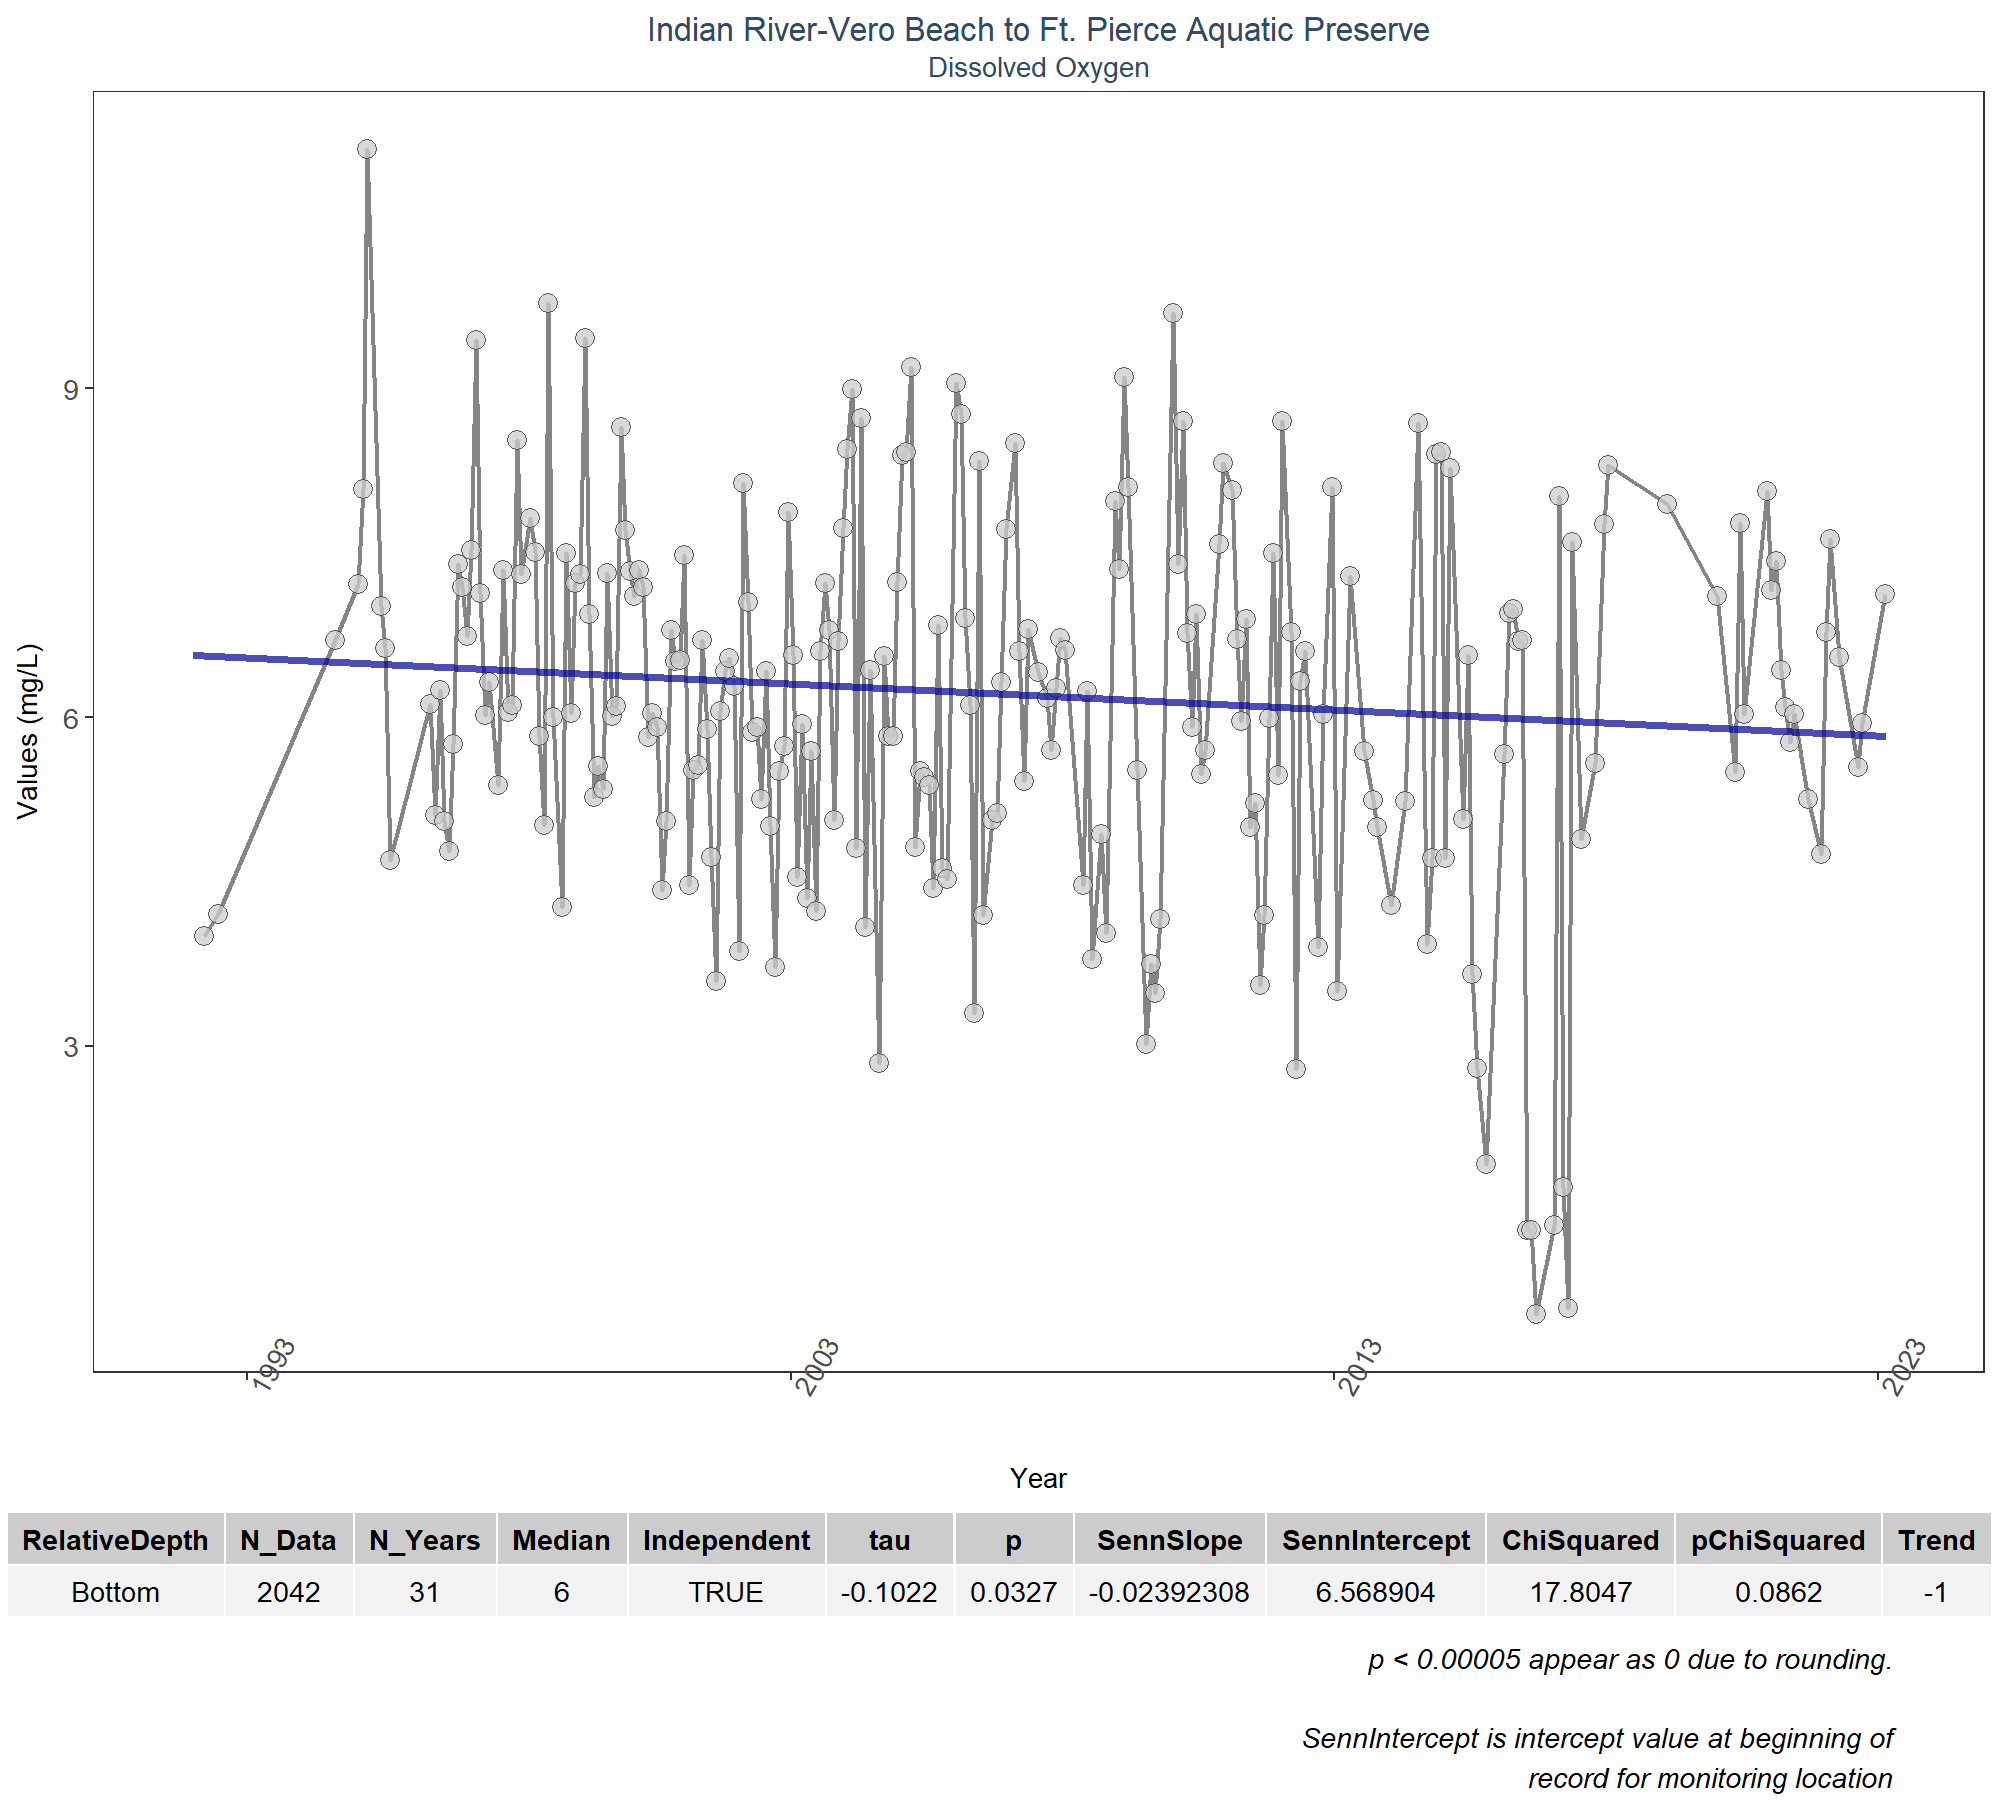 Indian River-Vero Beach to Ft. Pierce Aquatic Preserve
Dissolved Oxygen
Values (mg/L)
9
6
3
1993
2003
2013
2023
Year
RelativeDepth N_Data N_Years Median Independent tau p SennSlope SennIntercept ChiSquared pChiSquared Trend
Bottom 2042 31 6 TRUE -0.1022 0.0327 -0.02392308 6.568904 17.8047 0.0862 -1
p < 0.00005 appear as 0 due to rounding.
SennIntercept is intercept value at beginning of
record for monitoring location